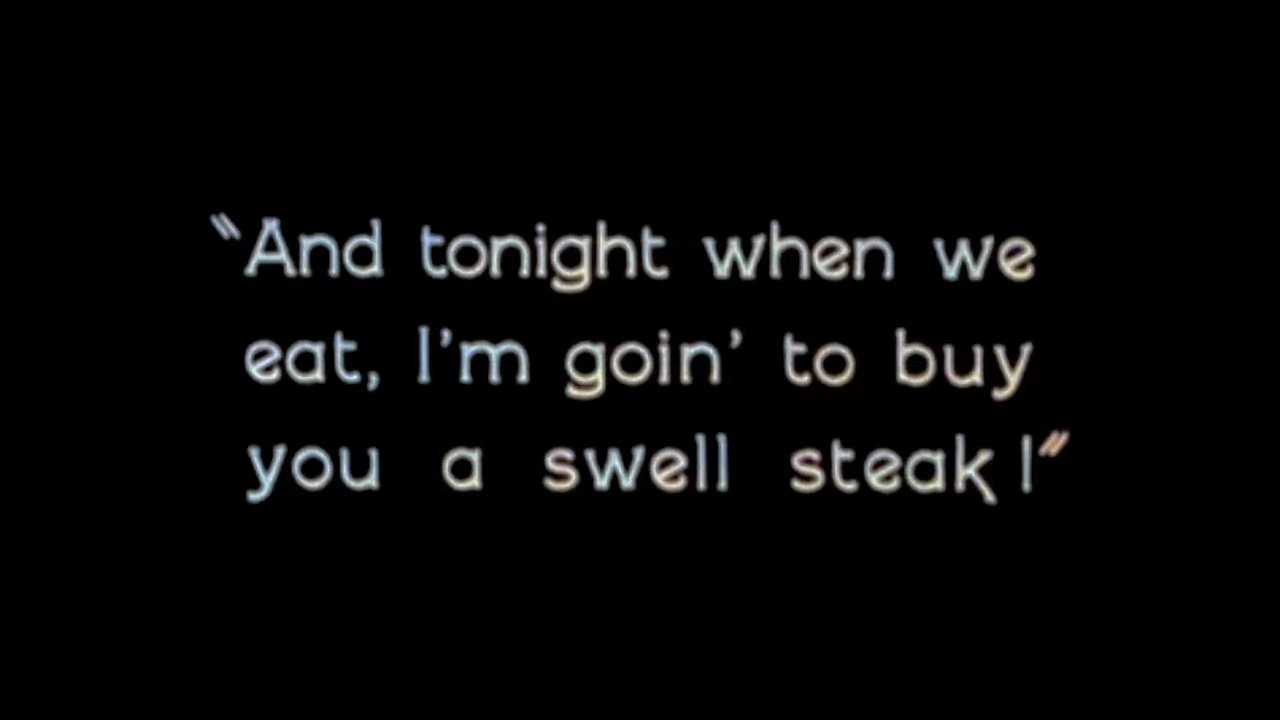 "And tonight when we
eat, I'm goin' to buy
you a swell steak!"